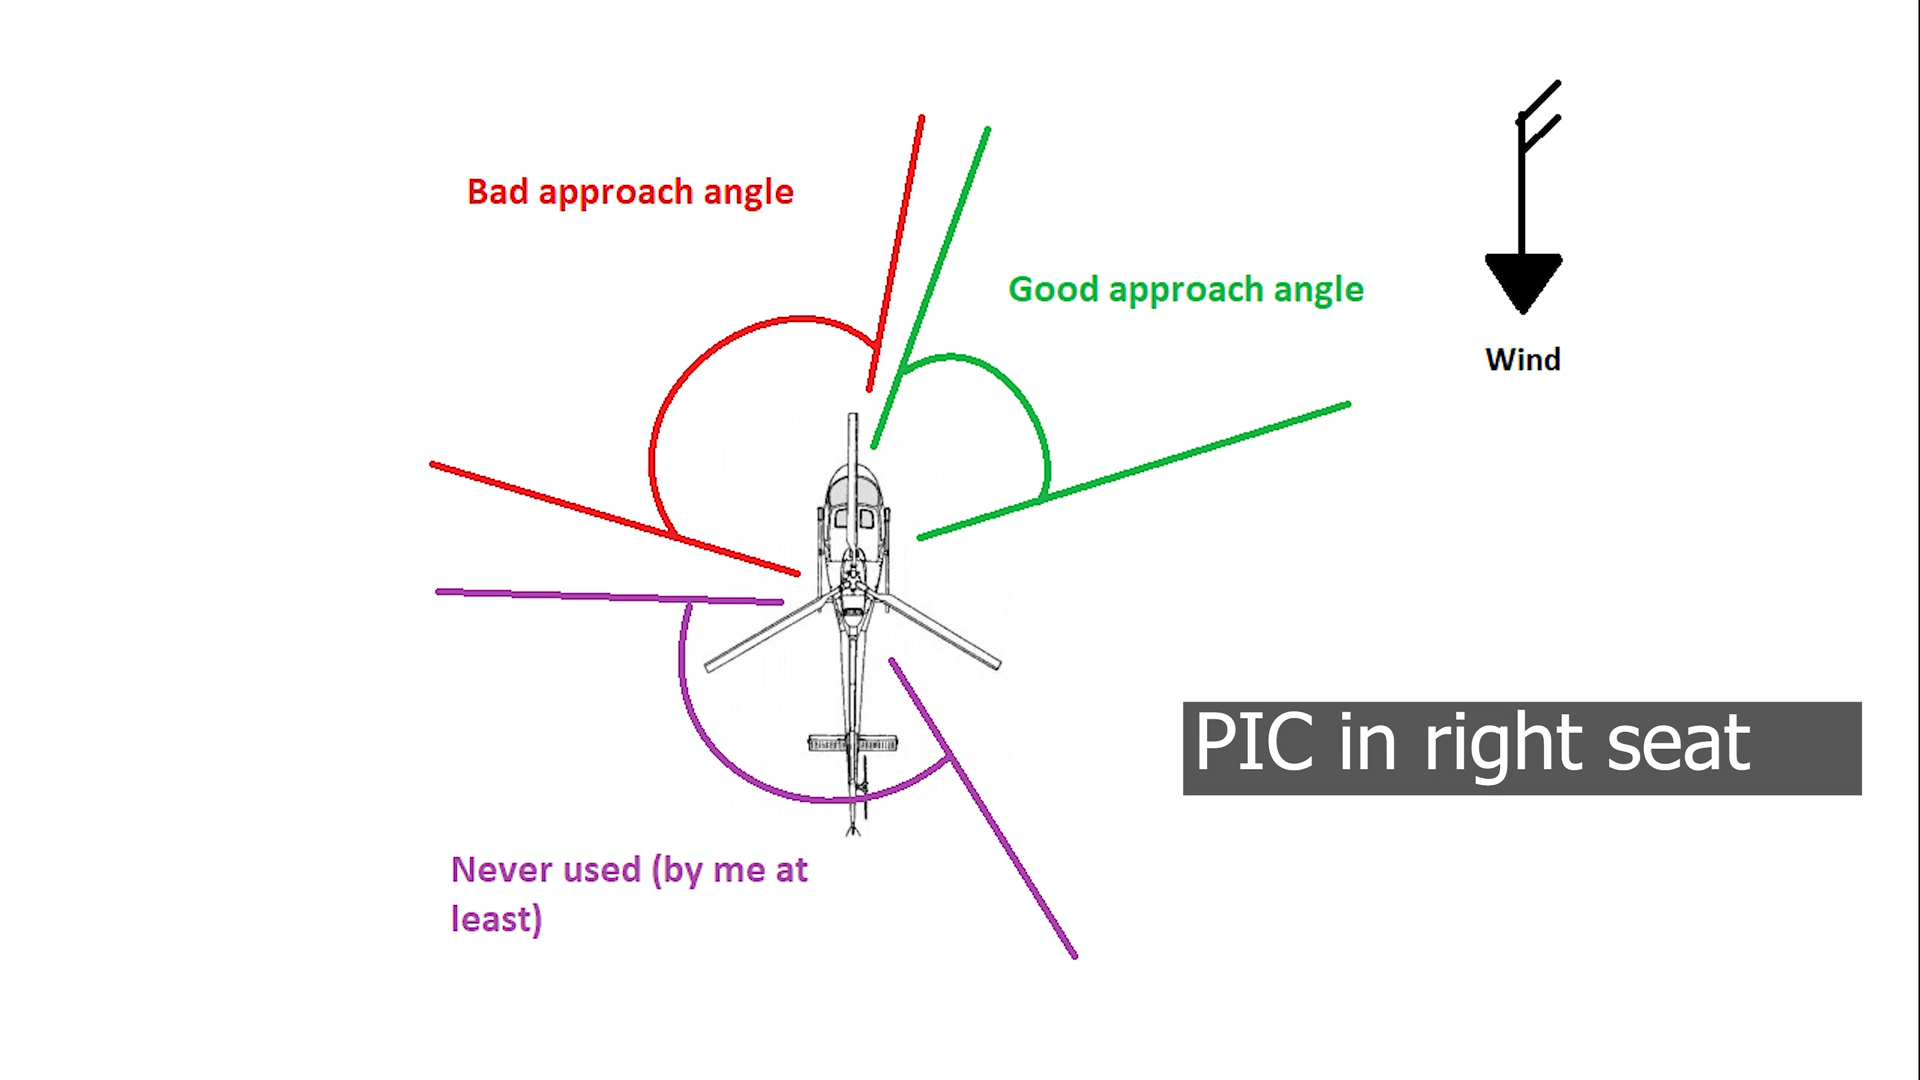 Bad approach angle
Good approach angle
Wind
PIC in right seat
Never used (by me at
least)